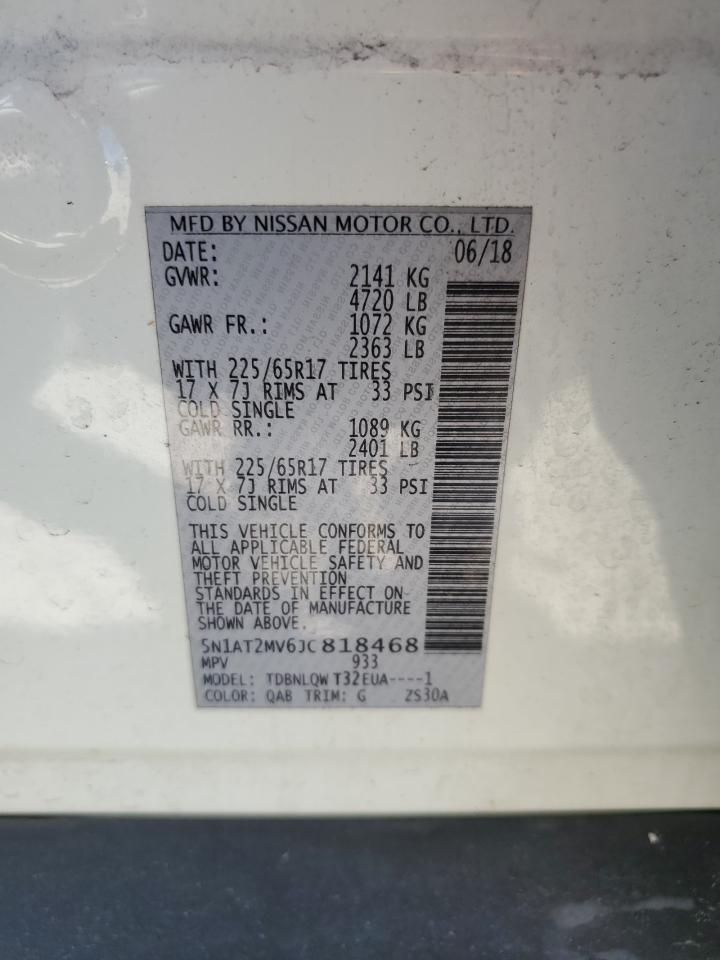 MFD BY NISSAN MOTOR CO., LTD.
DATE: 06/18
GVWR: 2141 KG
4720 LB
GAWR FR.: 1072 KG
2363 LB
WITH 225/65R17 TIRES
17 X 7J RIMS AT 33 PSI
COLD SINGLE
GAWR RR.: 1089 KG
2401 LB
WITH 225/65R17 TIRES
17 X 7J RIMS AT 33 PSI
COLD SINGLE
THIS VEHICLE CONFORMS TO
ALL APPLICABLE FEDERAL
MOTOR VEHICLE SAFETY AND
THEFT PREVENTION
STANDARDS IN EFFECT ON
THE DATE OF MANUFACTURE
SHOWN ABOVE.
5N1AT2MV6JC818468
MPV 933
MODEL: TDBNLQW T32EUA----1
COLOR: QAB TRIM: G ZS30A